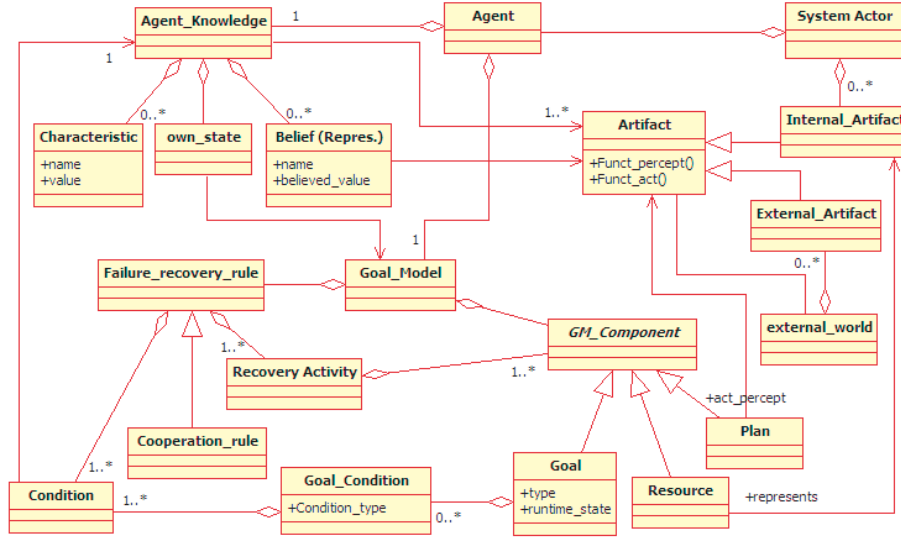 Agent_Knowledge
1
Agent
System Actor
0..*
1
0..*
0..*
0..*
1..*
Characteristic
+name
+value
own_state
Belief (Repres.)
+name
+believed_value
Artifact
+Funct_percept()
+Funct_act()
Internal_Artifact
External_Artifact
1
0..*
Failure_recovery_rule
Goal_Model
external_world
GM_Component
1..*
Recovery Activity
1..*
+act_percept
Plan
Cooperation_rule
1..*
Condition
1..*
Goal_Condition
+Condition_type
0..*
Goal
+type
+runtime_state
Resource
+represents